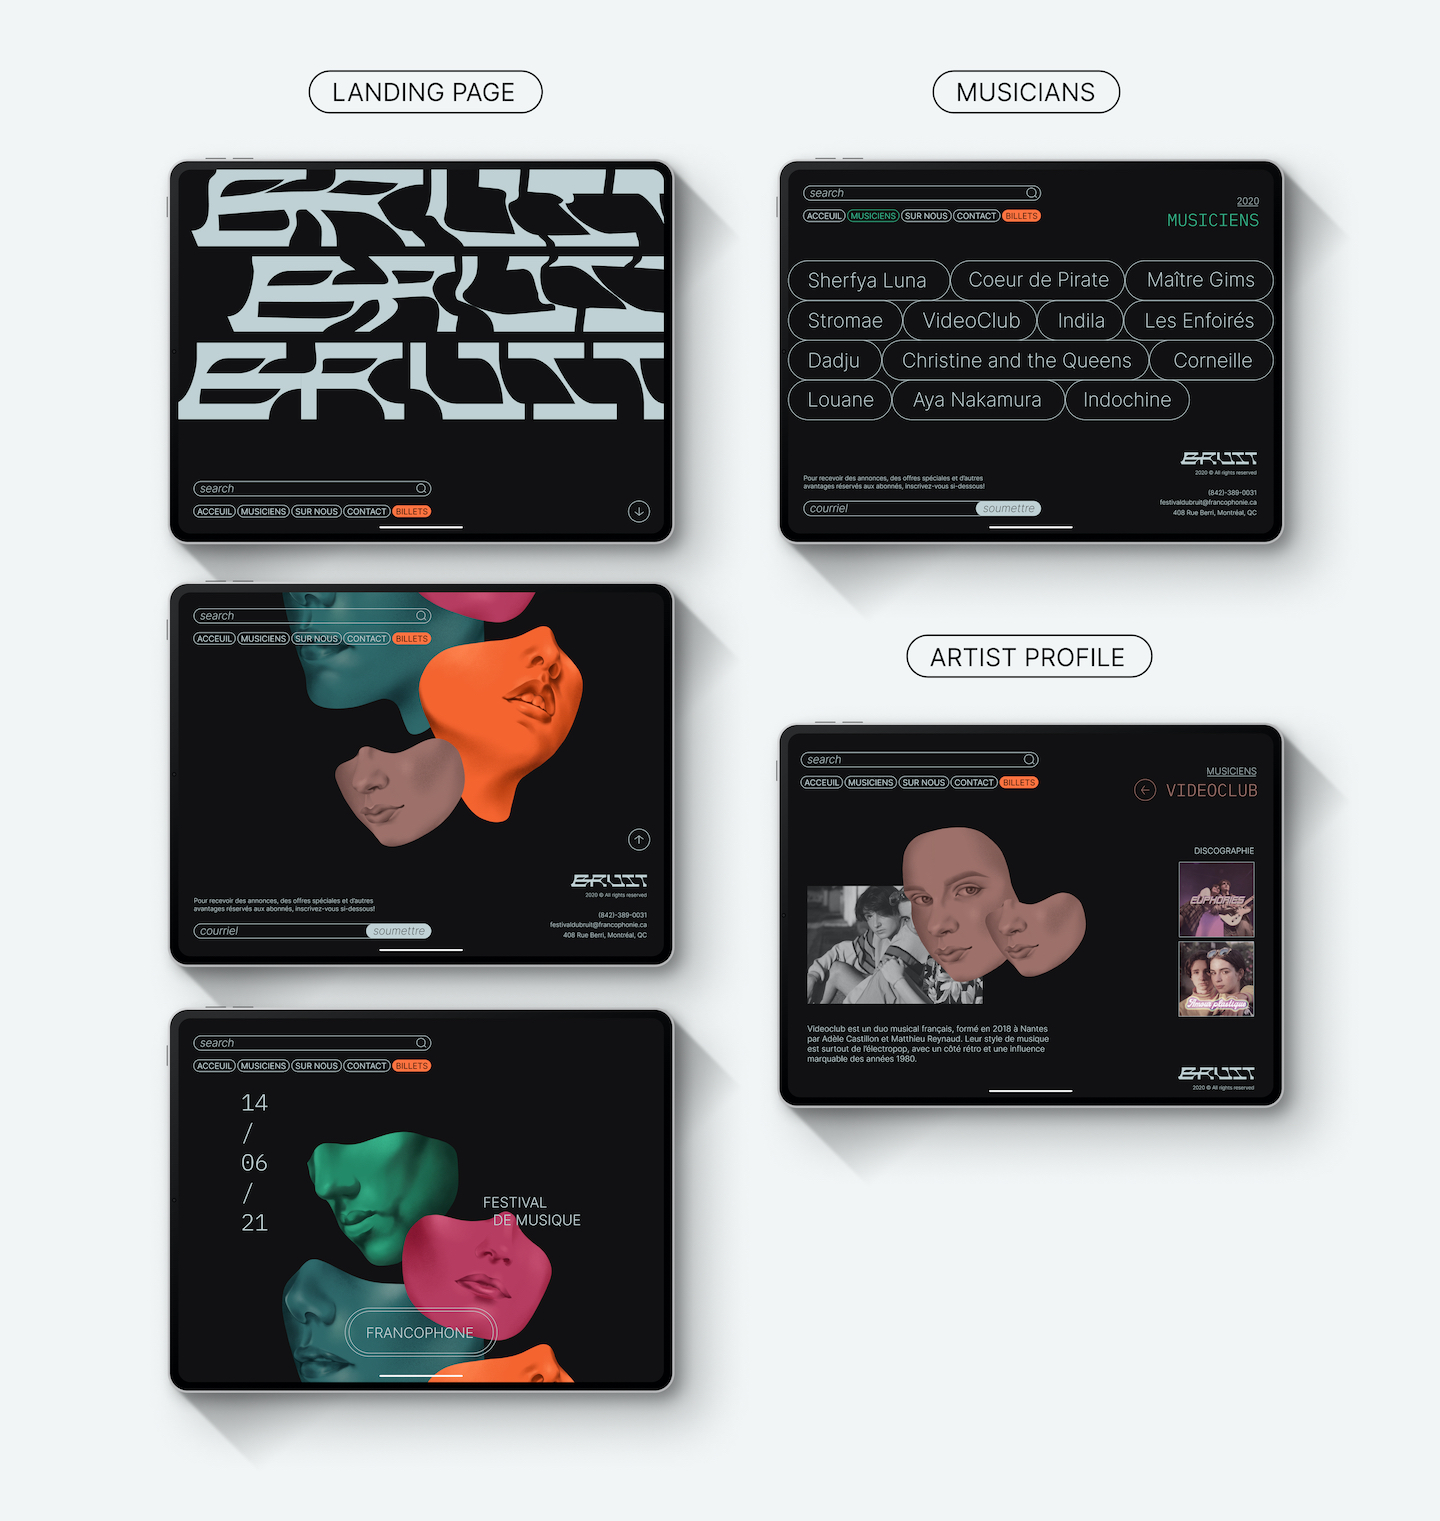 LANDING PAGE
BRUIT
BRUIT
BRUIT
search
ACCEUIL MUSICIENS SUR NOUS CONTACT BILLETS
search
ACCEUIL MUSICIENS SUR NOUS CONTACT BILLETS
Pour recevoir des annonces, des offres spéciales et d'autres
avantages réservés aux abonnés, inscrivez-vous si-dessous!
courriel soumettre
BRUIT
2020 © All rights reserved
(842)-389-0031
festivaldubruit@francophonie.ca
408 Rue Berri, Montréal, QC
search
ACCEUIL MUSICIENS SUR NOUS CONTACT BILLETS
14
/
06
/
21
FESTIVAL
DE MUSIQUE
FRANCOPHONE
MUSICIANS
search
ACCEUIL MUSICIENS SUR NOUS CONTACT BILLETS
2020
MUSICIENS
Sherfya Luna Coeur de Pirate Maître Gims
Stromae VideoClub Indila Les Enfoirés
Dadju Christine and the Queens Corneille
Louane Aya Nakamura Indochine
Pour recevoir des annonces, des offres spéciales et d'autres
avantages réservés aux abonnés, inscrivez-vous si-dessous!
courriel soumettre
BRUIT
2020 © All rights reserved
(842)-389-0031
festivaldubruit@francophonie.ca
408 Rue Berri, Montréal, QC
ARTIST PROFILE
search
ACCEUIL MUSICIENS SUR NOUS CONTACT BILLETS
MUSICIENS
VIDEOCLUB
DISCOGRAPHIE
EUPHORIES
Amour plastique
Videoclub est un duo musical français, formé en 2018 à Nantes
par Adèle Castillon et Matthieu Reynaud. Leur style de musique
est surtout de l'électropop, avec un côté rétro et une influence
marquable des années 1980.
BRUIT
2020 © All rights reserved